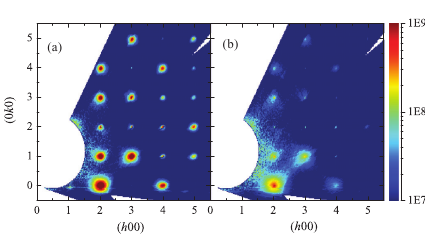 (a)
(b)
5
4
3
2
1
0
(0k0)
0 1 2 3 4 5 0 1 2 3 4 5
(h00)
(h00)
1E9
1E8
1E7